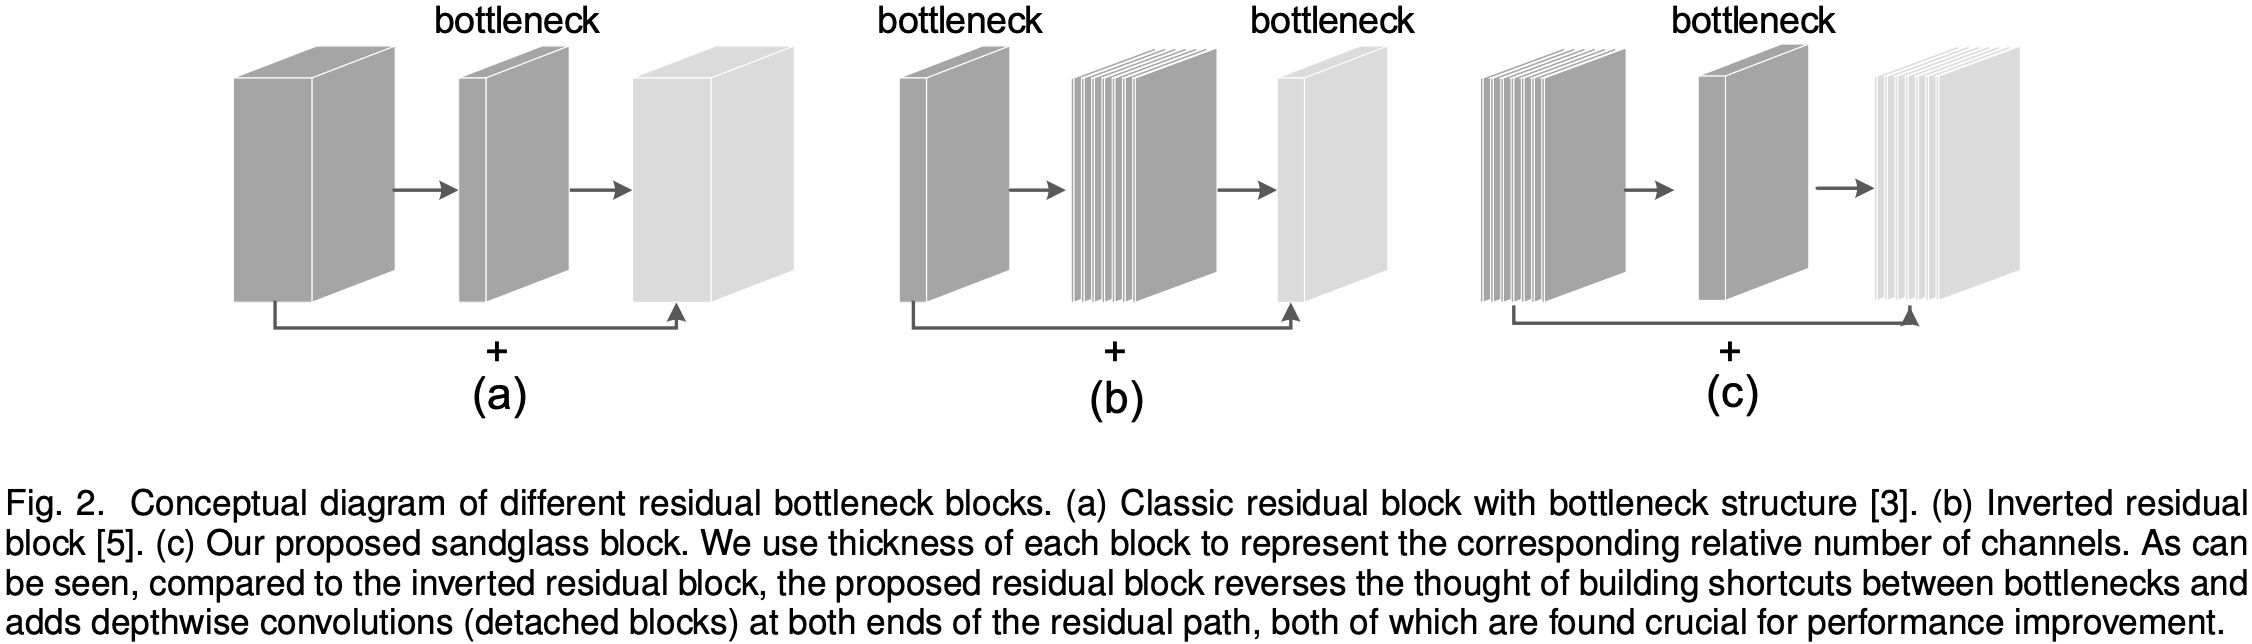 bottleneck
bottleneck
bottleneck
bottleneck
+
+
+
(a)
(b)
(c)
Fig. 2. Conceptual diagram of different residual bottleneck blocks. (a) Classic residual block with bottleneck structure [3]. (b) Inverted residual
block [5]. (c) Our proposed sandglass block. We use thickness of each block to represent the corresponding relative number of channels. As can
be seen, compared to the inverted residual block, the proposed residual block reverses the thought of building shortcuts between bottlenecks and
adds depthwise convolutions (detached blocks) at both ends of the residual path, both of which are found crucial for performance improvement.